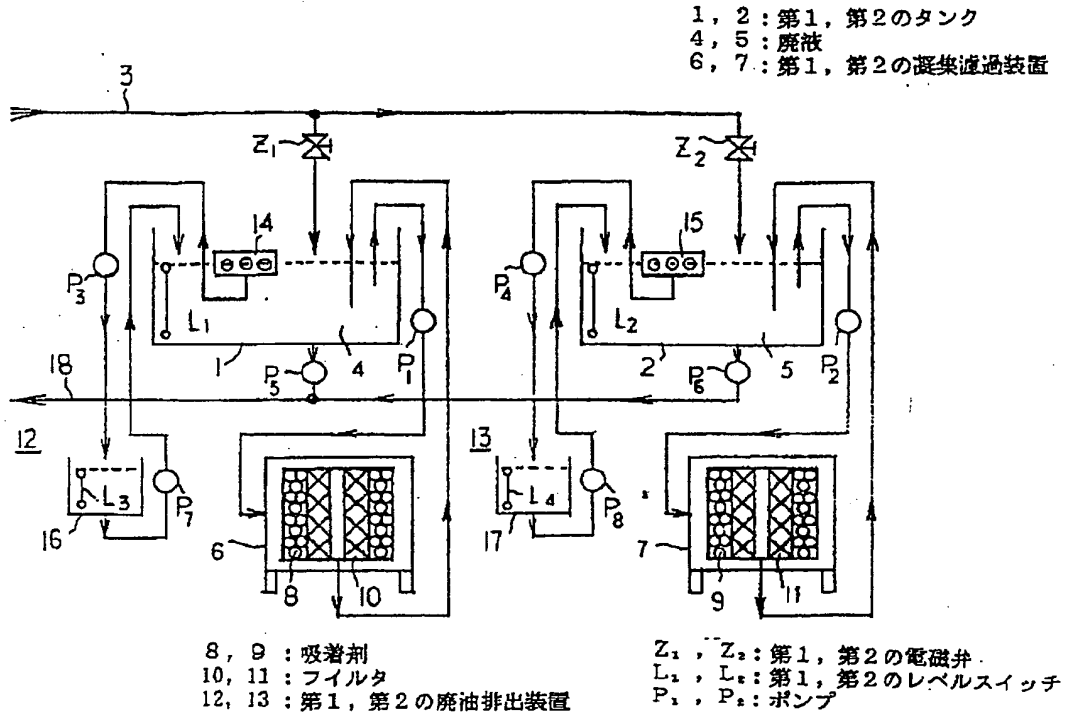 1，2：第1，第2のタンク
4，5：廃液
6，7：第1，第2の凝集濾過装置
3
Z₁
Z₂
14
15
P₃
P₄
L₁
L₂
1
4
P₁
2
5
P₂
P₅
P₆
18
12
13
L₃
L₄
P₇
P₈
16
17
6
7
8
10
9
11
8，9：吸着剤
10，11：フイルタ
12，13：第1，第2の廃油排出装置
Z₁，Z₂：第1，第2の電磁弁
L₁，L₂：第1，第2のレベルスイッチ
P₁，P₂：ポンプ